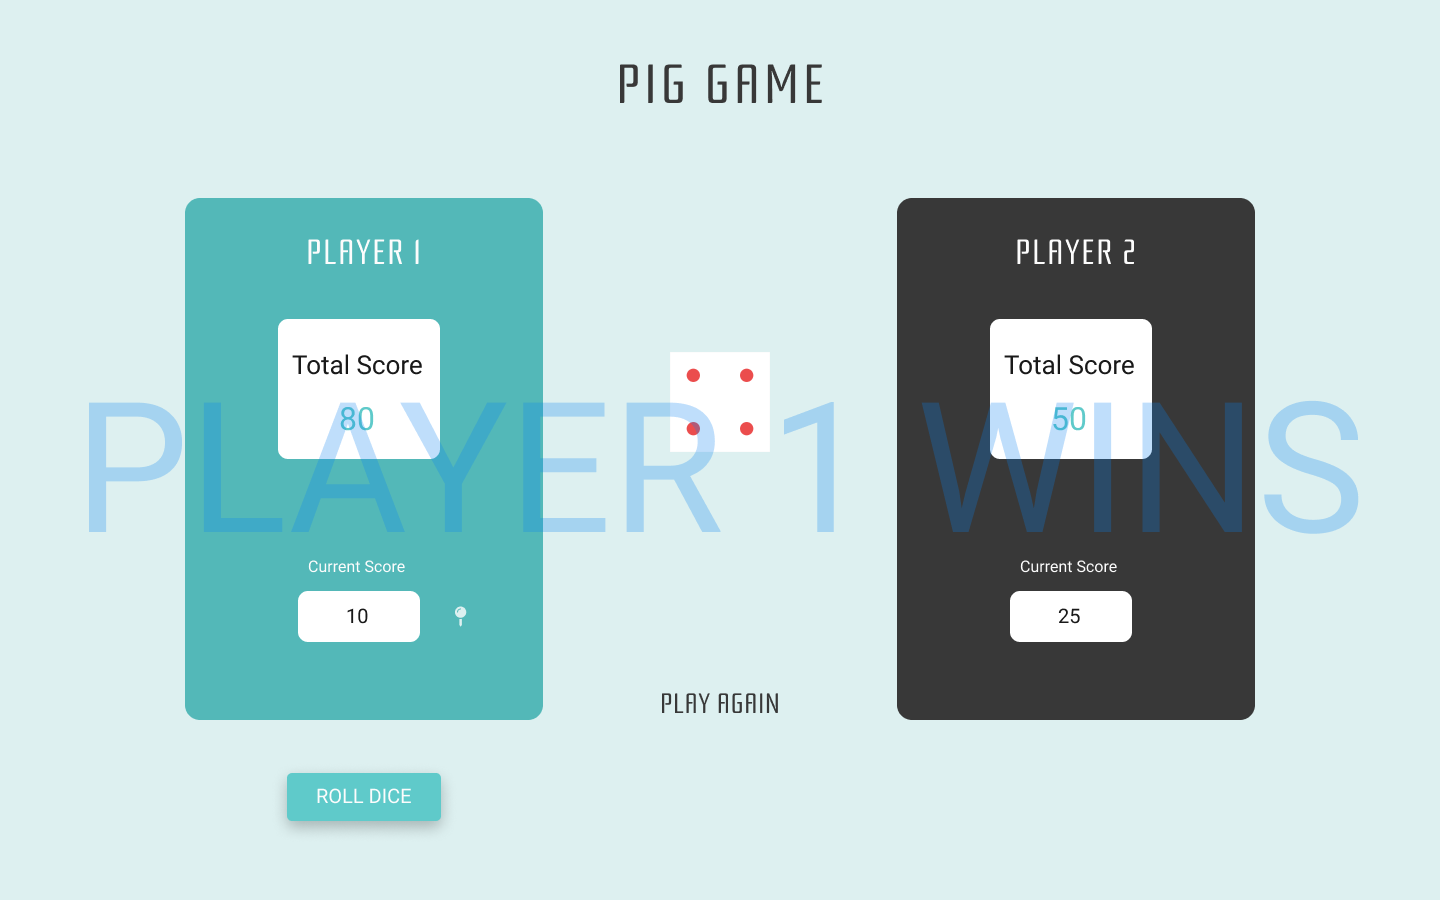 PIG GAME
PLAYER 1
Total Score
80
Current Score
10
PLAYER 2
Total Score
50
Current Score
25
PLAYER 1 WINS
PLAY AGAIN
ROLL DICE